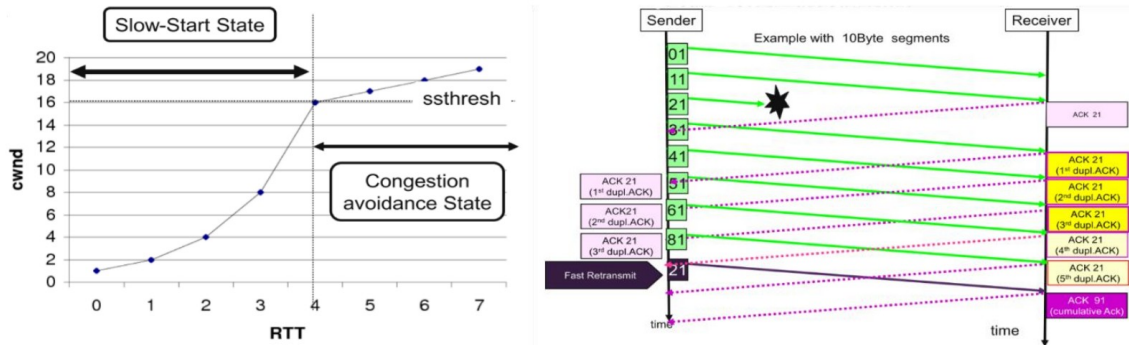 Slow-Start State
20
18
16
14
12
10
8
6
4
2
0
cwnd
ssthresh
Congestion
avoidance State
0 1 2 3 4 5 6 7
RTT
Sender
Receiver
Example with 10Byte segments
01
11
21
31
41
51
61
81
21
ACK 21
ACK 21
(1st dupl.ACK)
ACK 21
(2nd dupl.ACK)
ACK 21
(3rd dupl.ACK)
ACK 21
(4th dupl.ACK)
ACK 21
(5th dupl.ACK)
ACK 91
(cumulative Ack)
ACK 21
(1st dupl.ACK)
ACK21
(2nd dupl.ACK)
ACK 21
(3rd dupl.ACK)
Fast Retransmit
time
time